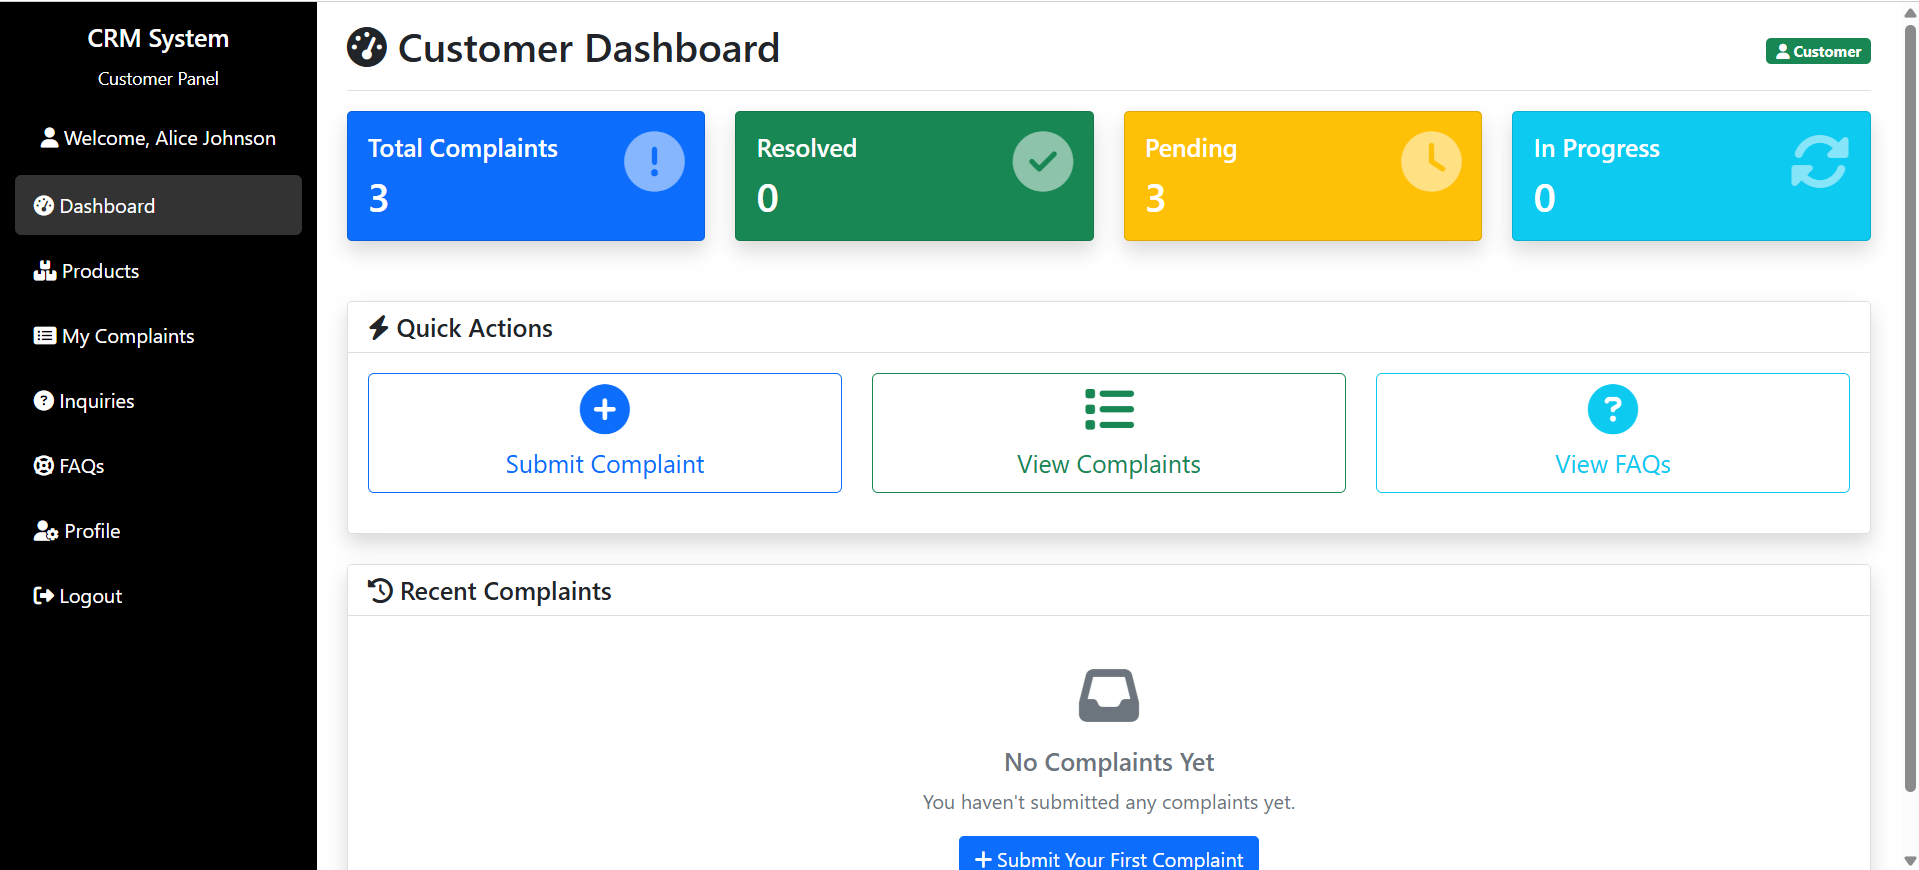 CRM System
Customer Panel
Welcome, Alice Johnson
Dashboard
Products
My Complaints
Inquiries
FAQs
Profile
Logout
Customer Dashboard
Customer
Total Complaints
3
Resolved
0
Pending
3
In Progress
0
Quick Actions
Submit Complaint
View Complaints
View FAQs
Recent Complaints
No Complaints Yet
You haven't submitted any complaints yet.
Submit Your First Complaint